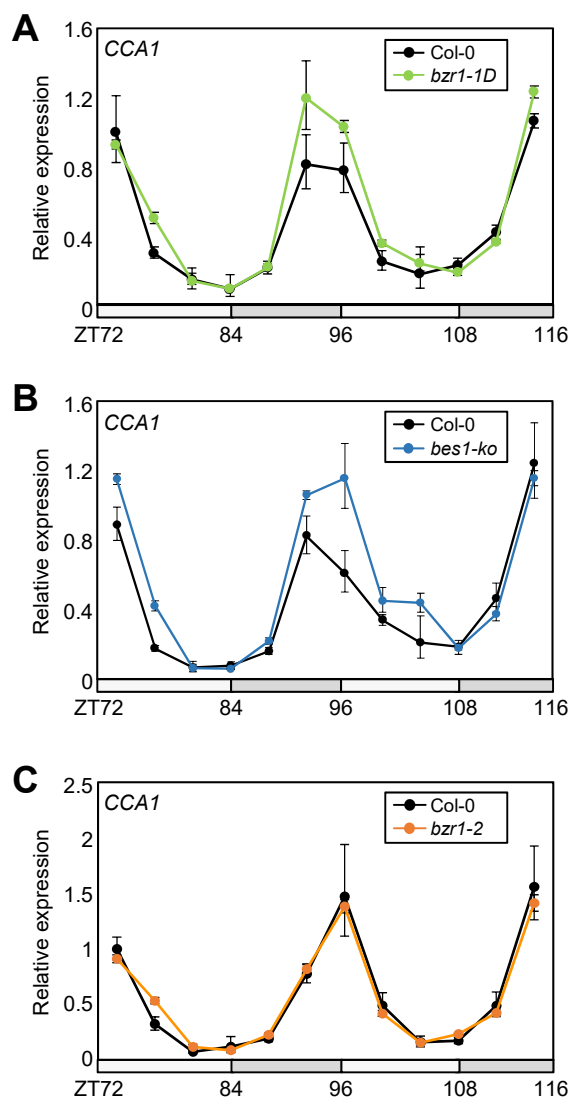 A
CCA1
Col-0
bzr1-1D
Relative expression
1.6
1.2
0.8
0.4
0
ZT72 84 96 108 116
B
CCA1
Col-0
bes1-ko
Relative expression
1.6
1.2
0.8
0.4
0
ZT72 84 96 108 116
C
CCA1
Col-0
bzr1-2
Relative expression
2.5
2
1.5
1
0.5
0
ZT72 84 96 108 116